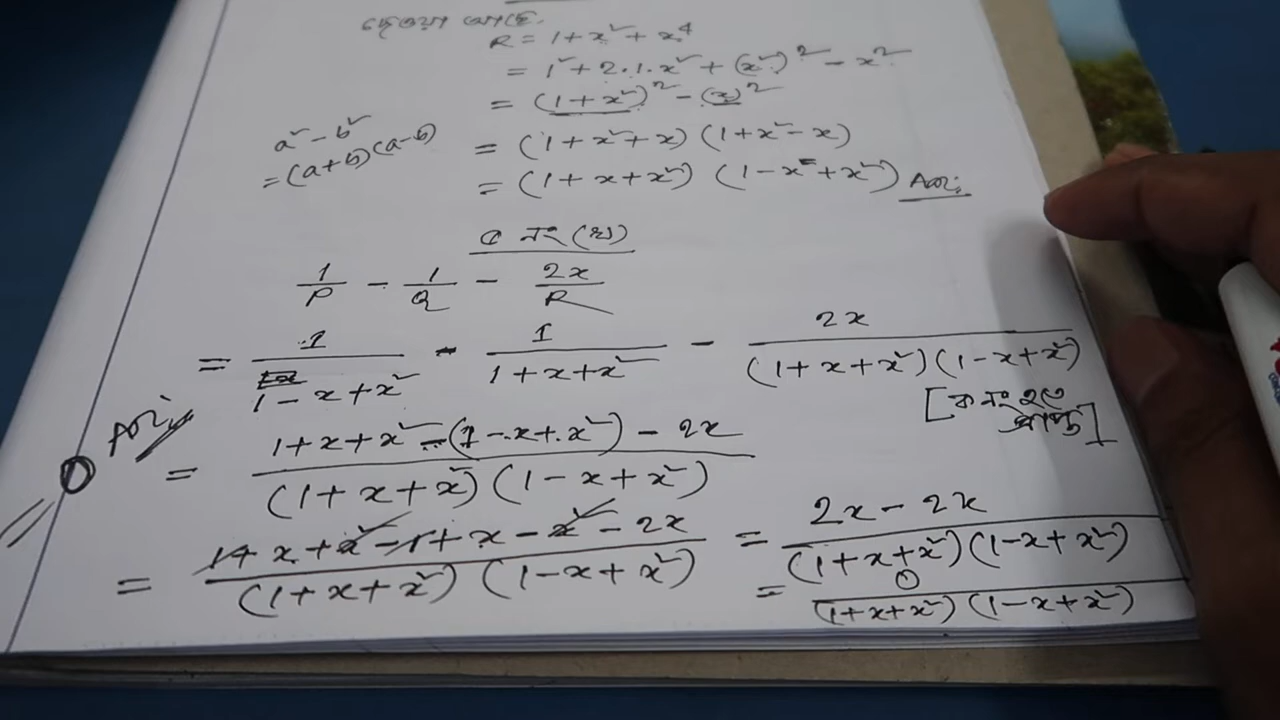 দেওয়া আছে,
R = 1 + x² + x⁴
= 1² + 2·1·x² + (x²)² − x²
= (1 + x²)² − (x)²
a² − b²
= (a+b)(a−b)
= (1 + x² + x) (1 + x² − x)
= (1 + x + x²) (1 − x + x²) Ans:
৫ নং (খ)
1/P − 1/Q − 2x/R
= 1/(1 − x + x²) − 1/(1 + x + x²) − 2x/((1 + x + x²)(1 − x + x²))
[ক নং হতে প্রাপ্ত]
= (1 + x + x² − (1 − x + x²) − 2x)/((1 + x + x²)(1 − x + x²))
= (1 + x + x² − 1 + x − x² − 2x)/((1 + x + x²)(1 − x + x²))
= (2x − 2x)/((1 + x + x²)(1 − x + x²))
= 0/((1 + x + x²)(1 − x + x²))
= 0 Ans: